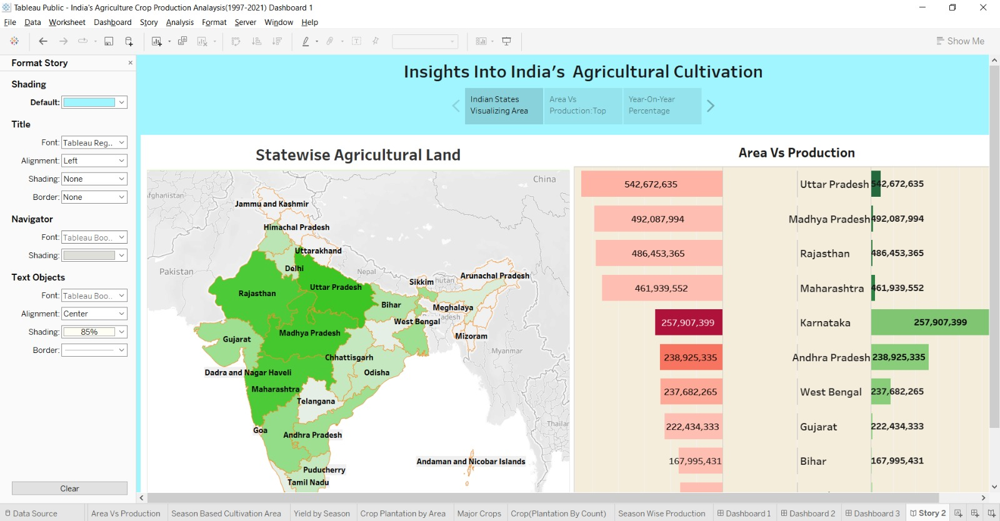 Tableau Public - India's Agriculture Crop Production Analaysis(1997-2021) Dashboard 1
File Data Worksheet Dashboard Story Analysis Format Server Window Help
Show Me
Format Story
Shading
Default:
Title
Font: Tableau Reg..
Alignment: Left
Shading: None
Border: None
Navigator
Font: Tableau Boo..
Shading:
Text Objects
Font: Tableau Boo..
Alignment: Center
Shading: 85%
Border:
Clear
Insights Into India's Agricultural Cultivation
Indian States
Visualizing Area
Area Vs
Production:Top
Year-On-Year
Percentage
Statewise Agricultural Land
China
Jammu and Kashmir
Himachal Pradesh
Uttarakhand
Pakistan
Delhi
Nepal
Arunachal Pradesh
Sikkim
Rajasthan
Uttar Pradesh
Bihar
Meghalaya
West Bengal
Madhya Pradesh
Gujarat
Mizoram
Myanmar
Chhattisgarh
Dadra and Nagar Haveli
Odisha
Maharashtra
Telangana
Goa
Andhra Pradesh
Andaman and Nicobar Islands
Puducherry
Tamil Nadu
Area Vs Production
542,672,635 Uttar Pradesh 542,672,635
492,087,994 Madhya Pradesh 492,087,994
486,453,365 Rajasthan 486,453,365
461,939,552 Maharashtra 461,939,552
257,907,399 Karnataka 257,907,399
238,925,335 Andhra Pradesh 238,925,335
237,682,265 West Bengal 237,682,265
222,434,333 Gujarat 222,434,333
167,995,431 Bihar 167,995,431
Data Source Area Vs Production Season Based Cultivation Area Yield by Season Crop Plantation by Area Major Crops Crop(Plantation By Count) Season Wise Production Dashboard 1 Dashboard 2 Dashboard 3 Story 2